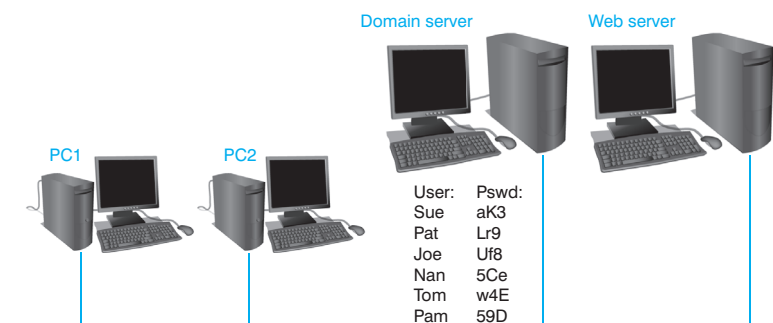 Domain server
Web server
PC1
PC2
User: Pswd:
Sue aK3
Pat Lr9
Joe Uf8
Nan 5Ce
Tom w4E
Pam 59D